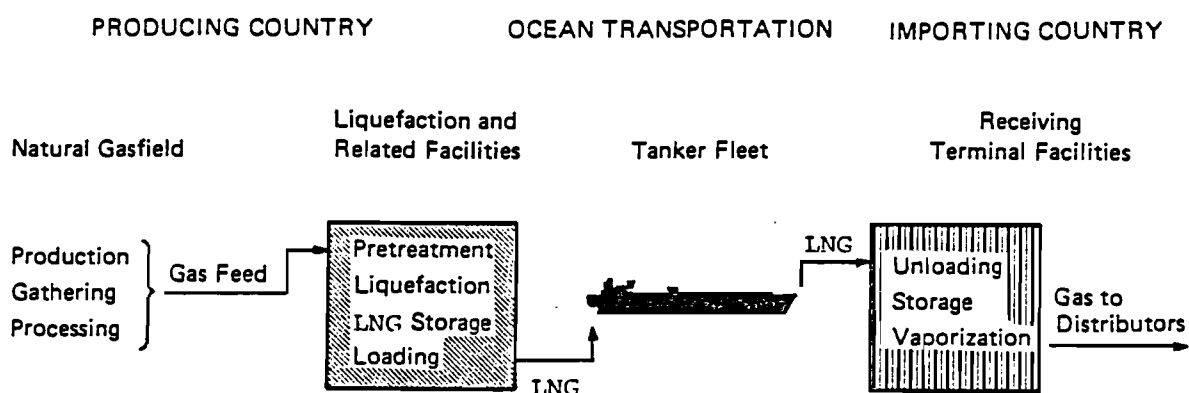 PRODUCING COUNTRY
OCEAN TRANSPORTATION
IMPORTING COUNTRY
Natural Gasfield
Liquefaction and
Related Facilities
Tanker Fleet
Receiving
Terminal Facilities
Production
Gathering
Processing
Gas Feed
Pretreatment
Liquefaction
LNG Storage
Loading
LNG
LNG
Unloading
Storage
Vaporization
Gas to
Distributors